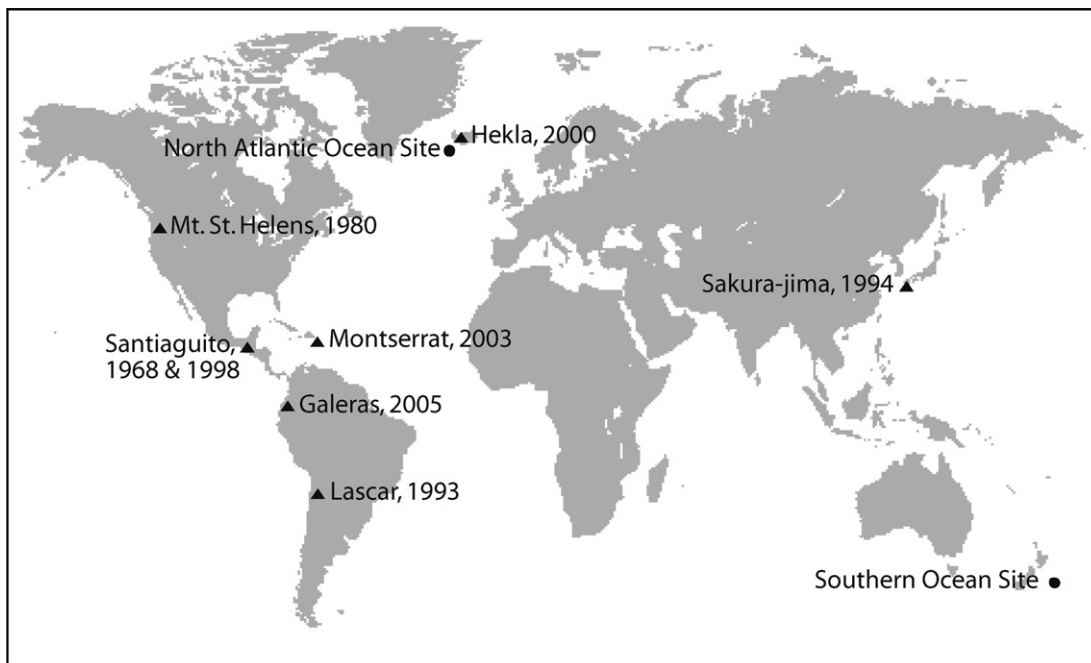 Hekla, 2000
North Atlantic Ocean Site
Mt. St. Helens, 1980
Sakura-jima, 1994
Santiaguito,
1968 & 1998
Montserrat, 2003
Galeras, 2005
Lascar, 1993
Southern Ocean Site